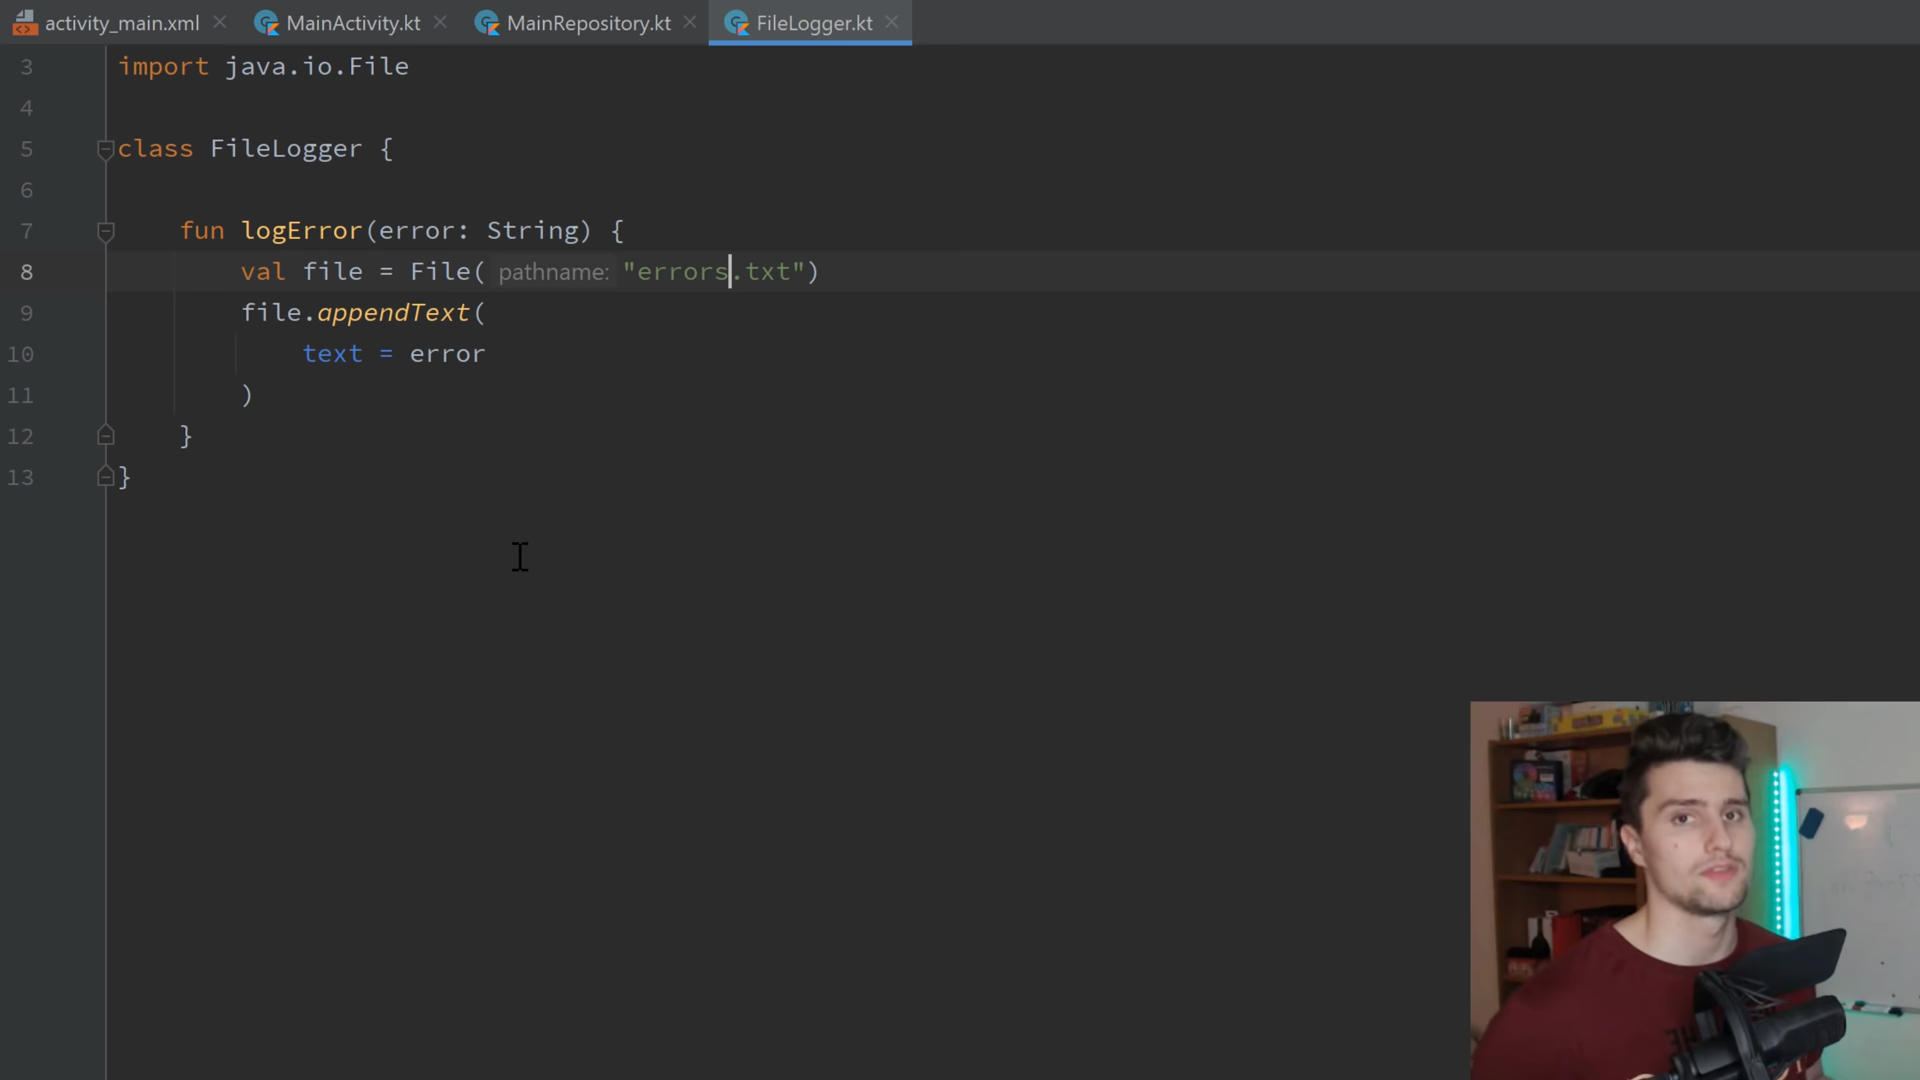 activity_main.xml MainActivity.kt MainRepository.kt FileLogger.kt
3 import java.io.File
4
5 class FileLogger {
6
7 fun logError(error: String) {
8 val file = File( pathname: "errors.txt")
9 file.appendText(
10 text = error
11 )
12 }
13 }